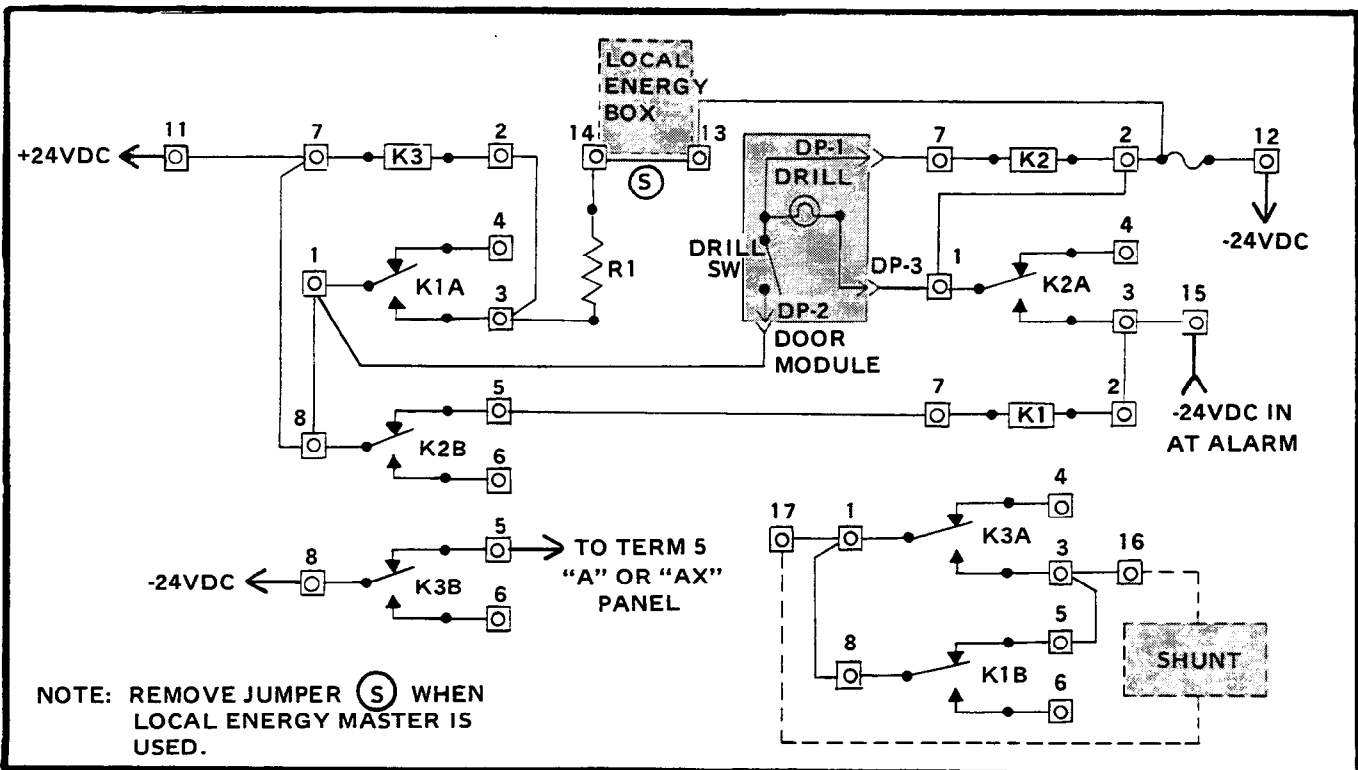 LOCAL
ENERGY
BOX
11
7
2
14
13
7
2
12
+24VDC
K3
S
DP-1
DRILL
K2
-24VDC
4
1
K1A
3
R1
DRILL
SW
DP-3
DP-2
DOOR
MODULE
1
4
K2A
3
15
5
8
K2B
6
7
K1
2
-24VDC IN
AT ALARM
8
-24VDC
5
K3B
6
TO TERM 5
"A" OR "AX"
PANEL
17
1
4
K3A
3
16
5
8
K1B
6
SHUNT
NOTE: REMOVE JUMPER S WHEN
LOCAL ENERGY MASTER IS
USED.